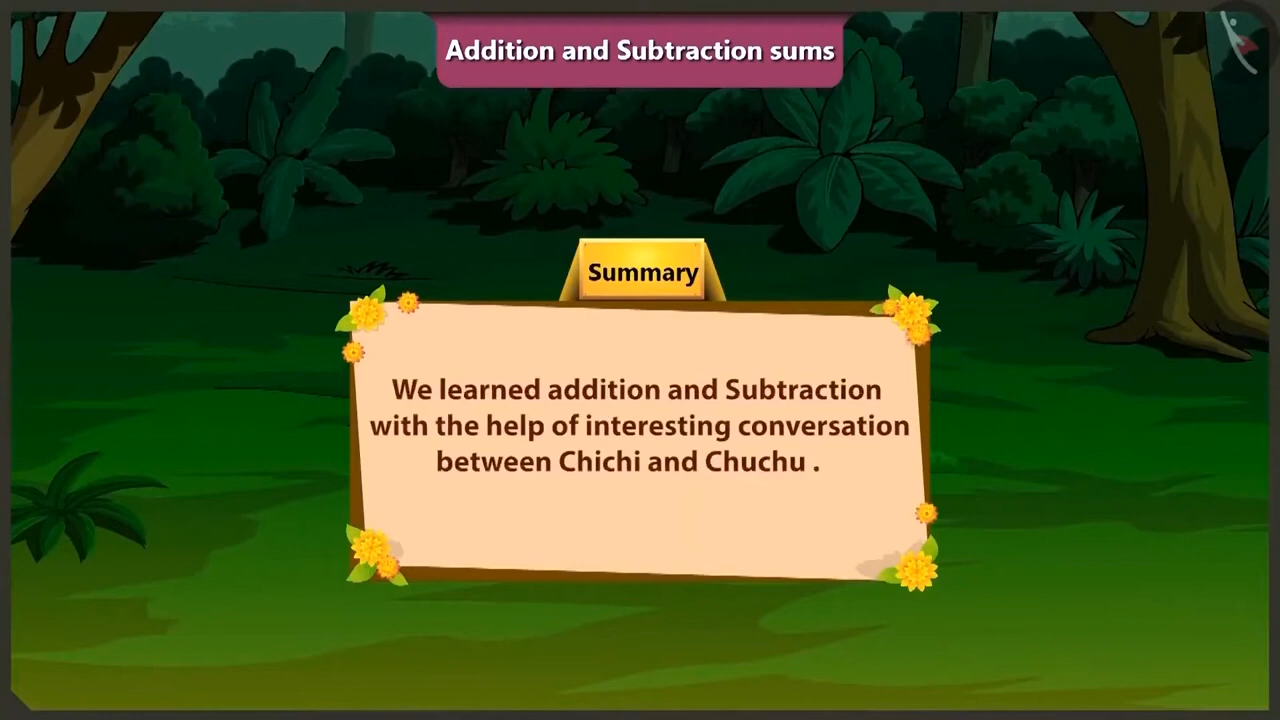 Addition and Subtraction sums
Summary
We learned addition and Subtraction
with the help of interesting conversation
between Chichi and Chuchu .